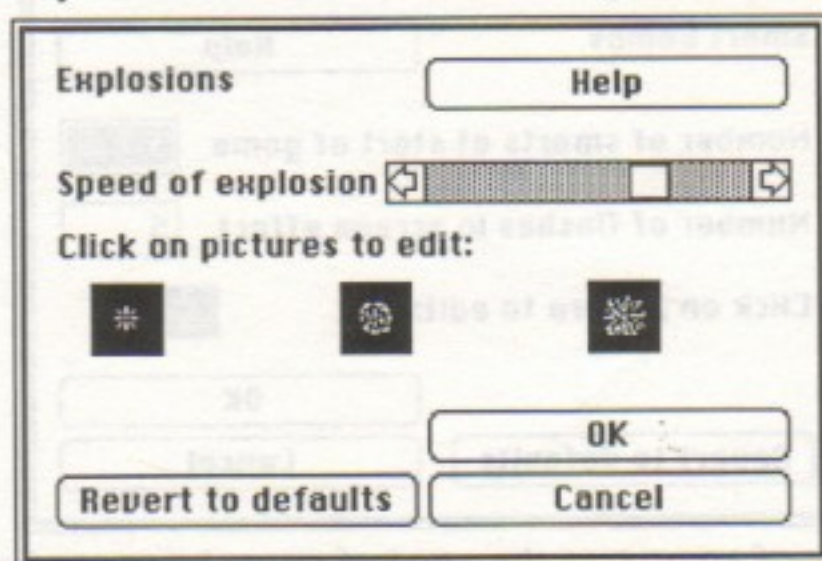 Explosions
Help
Speed of explosion
Click on pictures to edit:
OK
Revert to defaults
Cancel